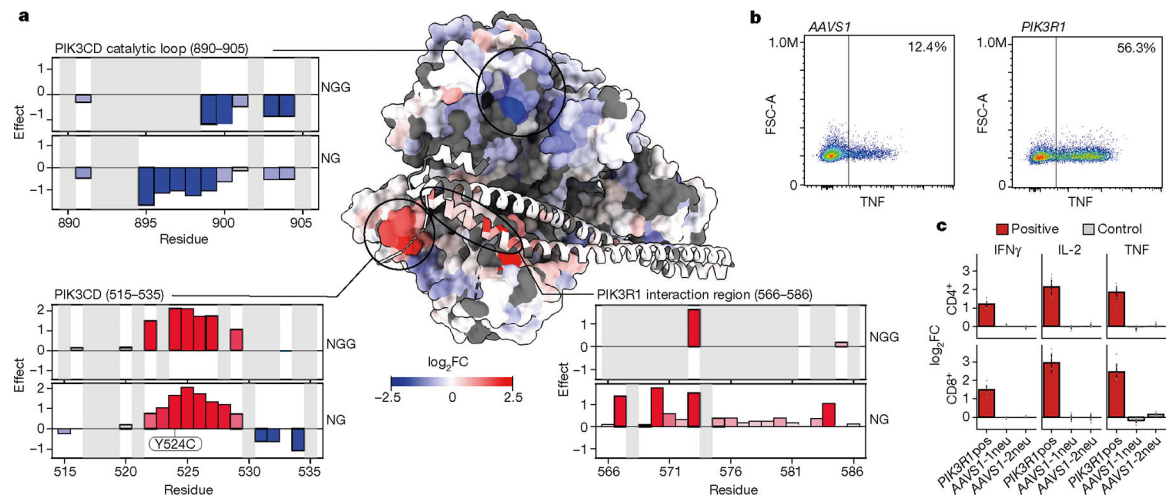 a
PIK3CD catalytic loop (890–905)
1
0
−1
NGG
Effect
1
0
−1
NG
890 895 900 905
Residue
PIK3CD (515–535)
2
1
0
−1
NGG
Effect
2
1
0
−1
NG
Y524C
515 520 525 530 535
Residue
log2FC
−2.5 0 2.5
PIK3R1 interaction region (566–586)
2
1
0
−1
NGG
Effect
2
1
0
−1
NG
566 571 576 581 586
Residue
b
AAVS1 PIK3R1
1.0M 12.4% 1.0M 56.3%
FSC-A FSC-A
0 0
TNF TNF
c
Positive Control
IFNγ IL-2 TNF
3
2
1
0
CD4+
log2FC
3
2
1
0
CD8+
PIK3R1pos AAVS1-1neu AAVS1-2neu PIK3R1pos AAVS1-1neu AAVS1-2neu PIK3R1pos AAVS1-1neu AAVS1-2neu